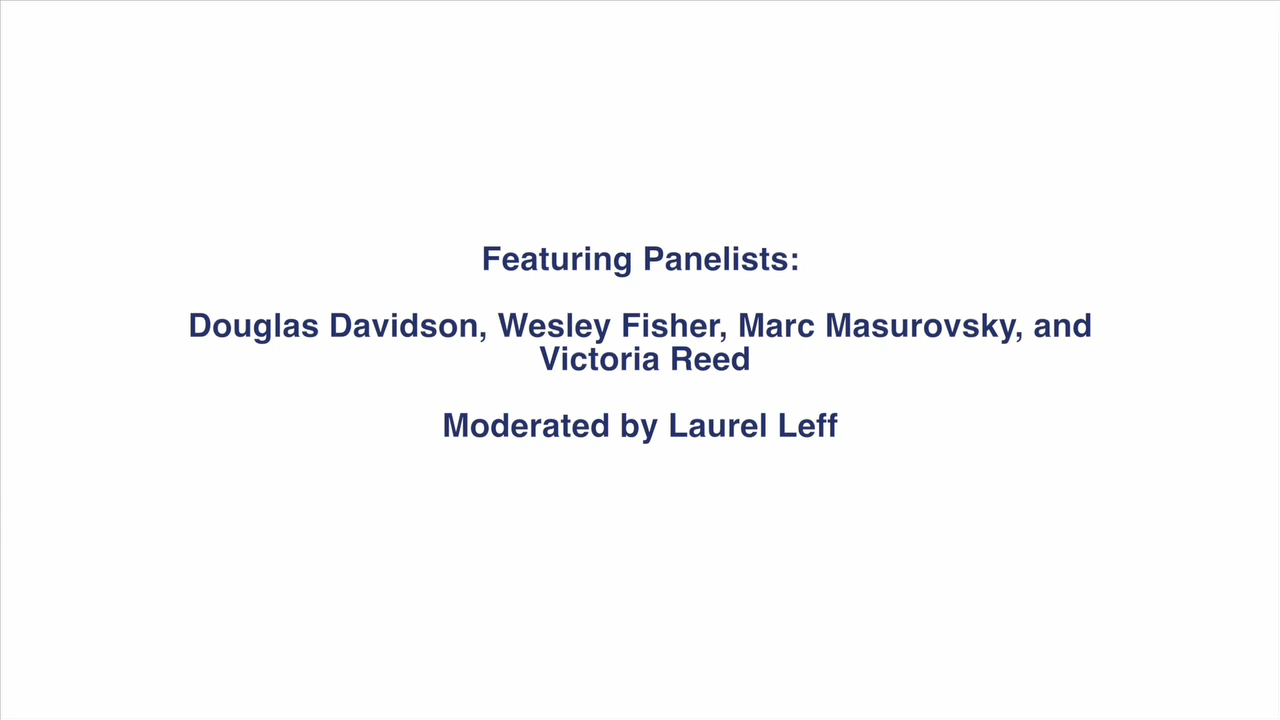 Featuring Panelists:
Douglas Davidson, Wesley Fisher, Marc Masurovsky, and
Victoria Reed
Moderated by Laurel Leff